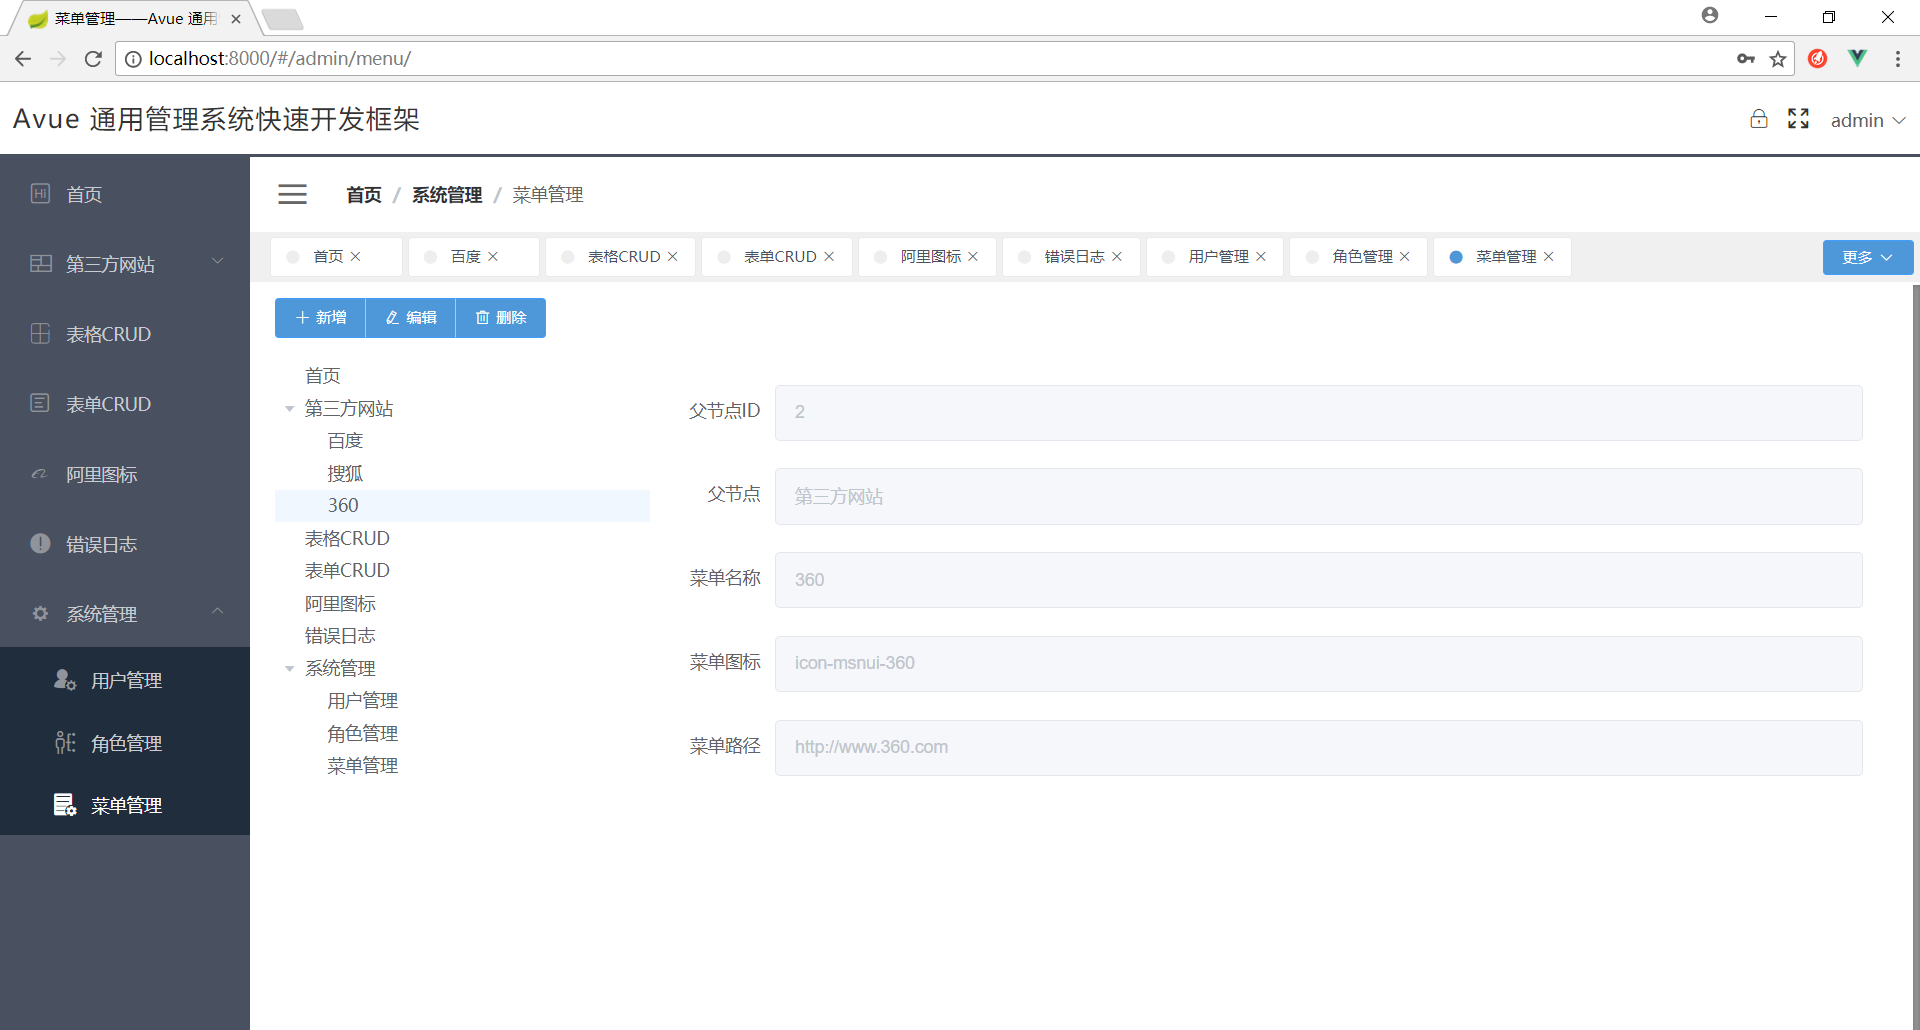 菜单管理——Avue 通用
localhost:8000/#/admin/menu/
Avue 通用管理系统快速开发框架
admin
首页
第三方网站
表格CRUD
表单CRUD
阿里图标
错误日志
系统管理
用户管理
角色管理
菜单管理
首页 / 系统管理 / 菜单管理
首页 百度 表格CRUD 表单CRUD 阿里图标 错误日志 用户管理 角色管理 菜单管理 更多
新增 编辑 删除
首页
第三方网站
百度
搜狐
360
表格CRUD
表单CRUD
阿里图标
错误日志
系统管理
用户管理
角色管理
菜单管理
父节点ID 2
父节点 第三方网站
菜单名称 360
菜单图标 icon-msnui-360
菜单路径 http://www.360.com